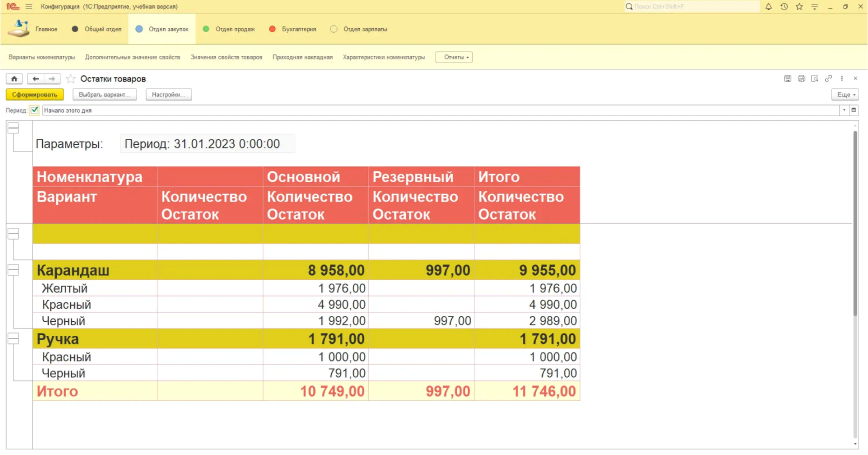 1С Конфигурация (1С:Предприятие, учебная версия) Поиск Ctrl+Shift+F
Главное Общий отдел Отдел закупок Отдел продаж Бухгалтерия Отдел зарплаты
Варианты номенклатуры Дополнительные значение свойств Значения свойств товаров Приходная накладная Характеристики номенклатуры Отчеты
Остатки товаров
Сформировать Выбрать вариант... Настройки... Еще
Период: Начало этого дня
Параметры: Период: 31.01.2023 0:00:00
Номенклатура Основной Резервный Итого
Вариант Количество Количество Количество Количество
Остаток Остаток Остаток Остаток
Карандаш 8 958,00 997,00 9 955,00
Желтый 1 976,00 1 976,00
Красный 4 990,00 4 990,00
Черный 1 992,00 997,00 2 989,00
Ручка 1 791,00 1 791,00
Красный 1 000,00 1 000,00
Черный 791,00 791,00
Итого 10 749,00 997,00 11 746,00